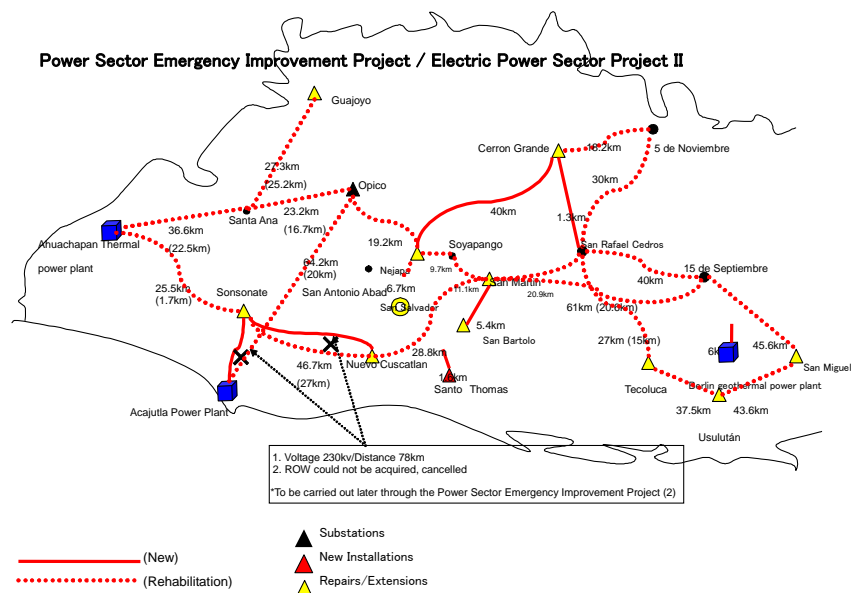 Power Sector Emergency Improvement Project / Electric Power Sector Project II
Guajoyo
Cerron Grande
18.2km
5 de Noviembre
27.3km
(25.2km)
Opico
30km
Santa Ana
23.2km
(16.7km)
40km
1.3km
36.6km
(22.5km)
Ahuachapan Thermal
power plant
19.2km
Soyapango
San Rafael Cedros
64.2km
(20km)
Nejapa
9.7km
15 de Septiembre
40km
25.5km
(1.7km)
San Antonio Abad
6.7km
11.1km
San Martin
20.9km
Sonsonate
San Salvador
61km (20.6km)
5.4km
San Bartolo
27km (15km)
6km
45.6km
46.7km
(27km)
Nuevo Cuscatlan
28.8km
San Miguel
1.6km
Santo Thomas
Tecoluca
Berlin geothermal power plant
Acajutla Power Plant
37.5km
43.6km
Usulután
1. Voltage 230kv/Distance 78km
2. ROW could not be acquired, cancelled
*To be carried out later through the Power Sector Emergency Improvement Project (2)
Substations
(New)
New Installations
(Rehabilitation)
Repairs/Extensions